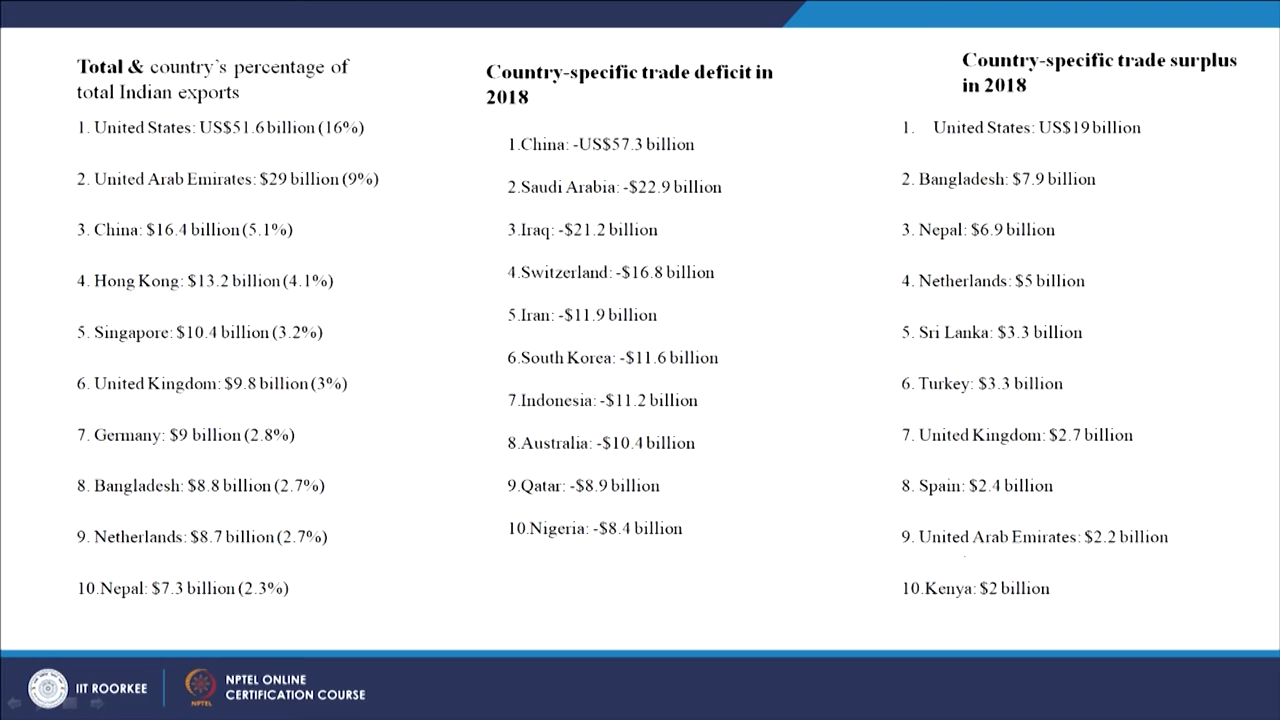 Total & country's percentage of
total Indian exports
1. United States: US$51.6 billion (16%)
2. United Arab Emirates: $29 billion (9%)
3. China: $16.4 billion (5.1%)
4. Hong Kong: $13.2 billion (4.1%)
5. Singapore: $10.4 billion (3.2%)
6. United Kingdom: $9.8 billion (3%)
7. Germany: $9 billion (2.8%)
8. Bangladesh: $8.8 billion (2.7%)
9. Netherlands: $8.7 billion (2.7%)
10.Nepal: $7.3 billion (2.3%)
Country-specific trade deficit in
2018
1.China: -US$57.3 billion
2.Saudi Arabia: -$22.9 billion
3.Iraq: -$21.2 billion
4.Switzerland: -$16.8 billion
5.Iran: -$11.9 billion
6.South Korea: -$11.6 billion
7.Indonesia: -$11.2 billion
8.Australia: -$10.4 billion
9.Qatar: -$8.9 billion
10.Nigeria: -$8.4 billion
Country-specific trade surplus
in 2018
1. United States: US$19 billion
2. Bangladesh: $7.9 billion
3. Nepal: $6.9 billion
4. Netherlands: $5 billion
5. Sri Lanka: $3.3 billion
6. Turkey: $3.3 billion
7. United Kingdom: $2.7 billion
8. Spain: $2.4 billion
9. United Arab Emirates: $2.2 billion
10.Kenya: $2 billion
IIT ROORKEE
NPTEL
NPTEL ONLINE
CERTIFICATION COURSE